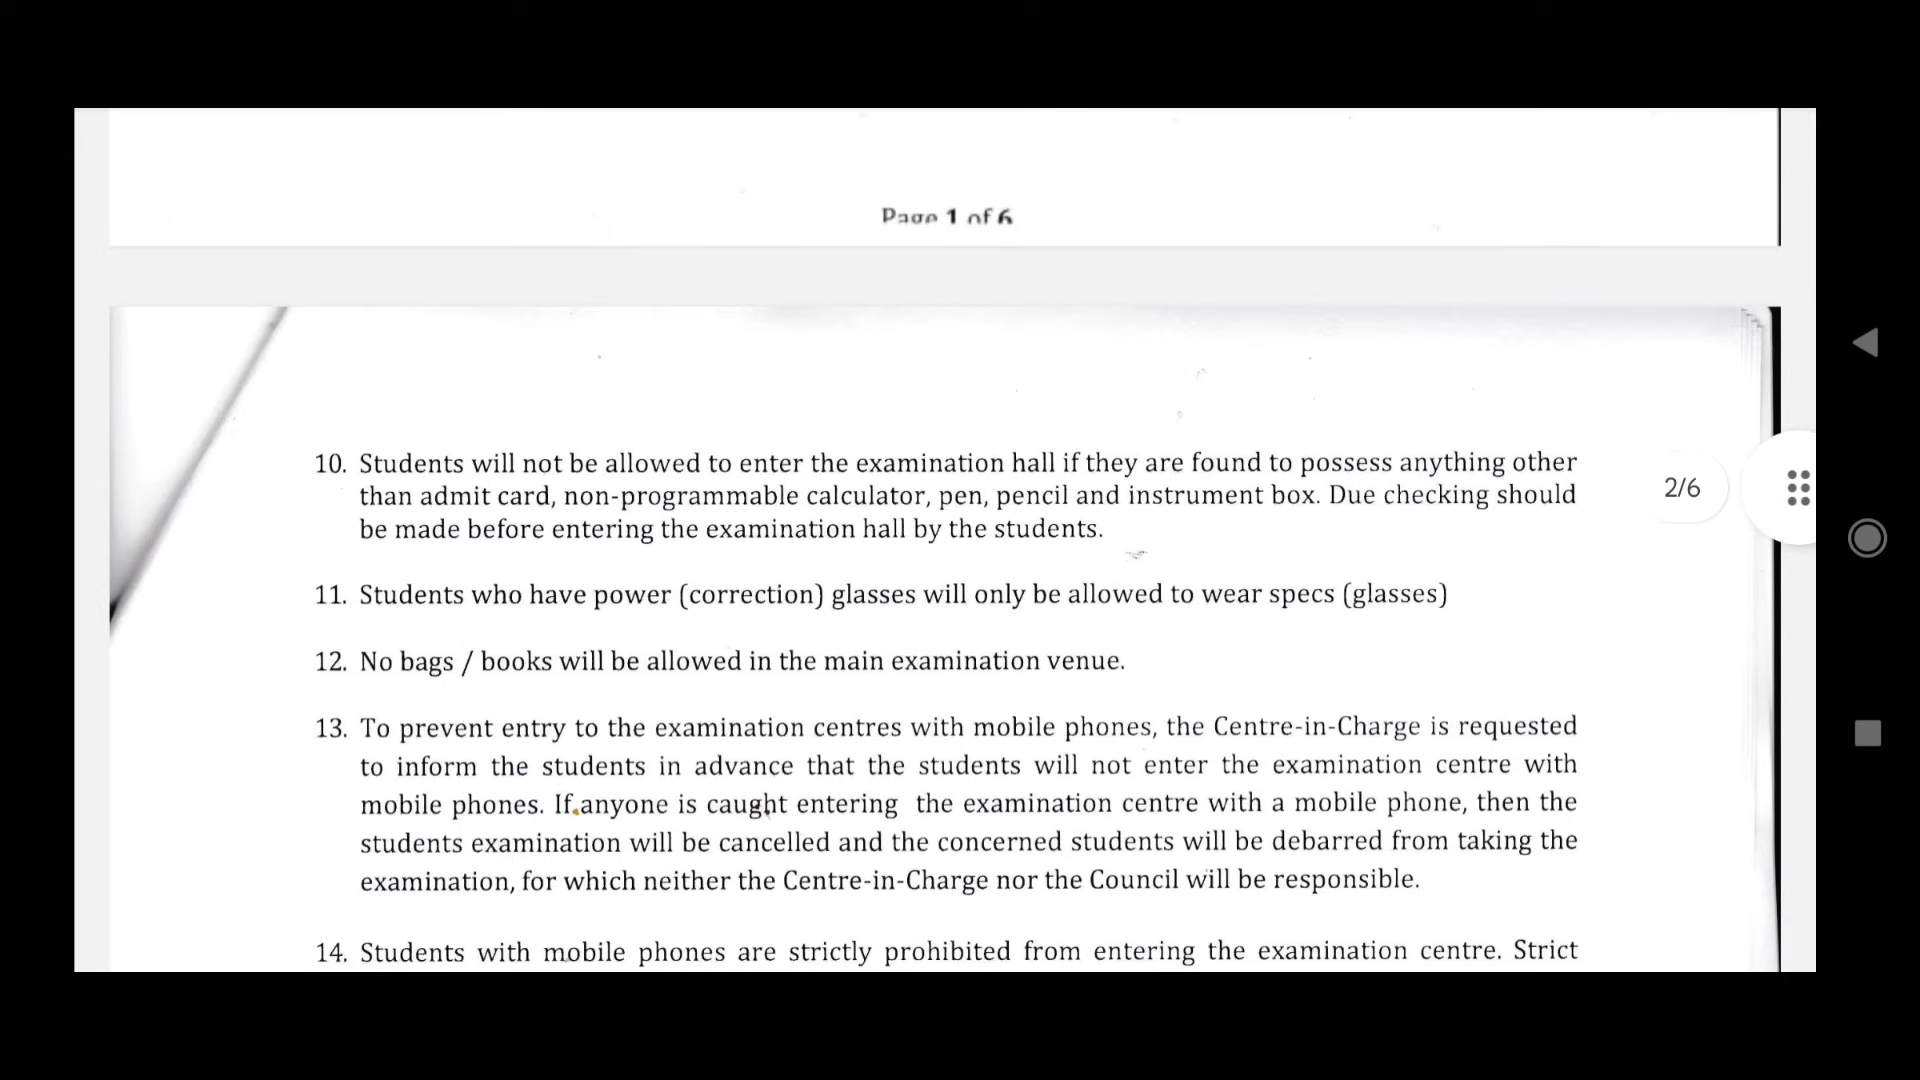 Page 1 of 6
10. Students will not be allowed to enter the examination hall if they are found to possess anything other
than admit card, non-programmable calculator, pen, pencil and instrument box. Due checking should
be made before entering the examination hall by the students.
2/6
11. Students who have power (correction) glasses will only be allowed to wear specs (glasses)
12. No bags / books will be allowed in the main examination venue.
13. To prevent entry to the examination centres with mobile phones, the Centre-in-Charge is requested
to inform the students in advance that the students will not enter the examination centre with
mobile phones. If anyone is caught entering the examination centre with a mobile phone, then the
students examination will be cancelled and the concerned students will be debarred from taking the
examination, for which neither the Centre-in-Charge nor the Council will be responsible.
14. Students with mobile phones are strictly prohibited from entering the examination centre. Strict